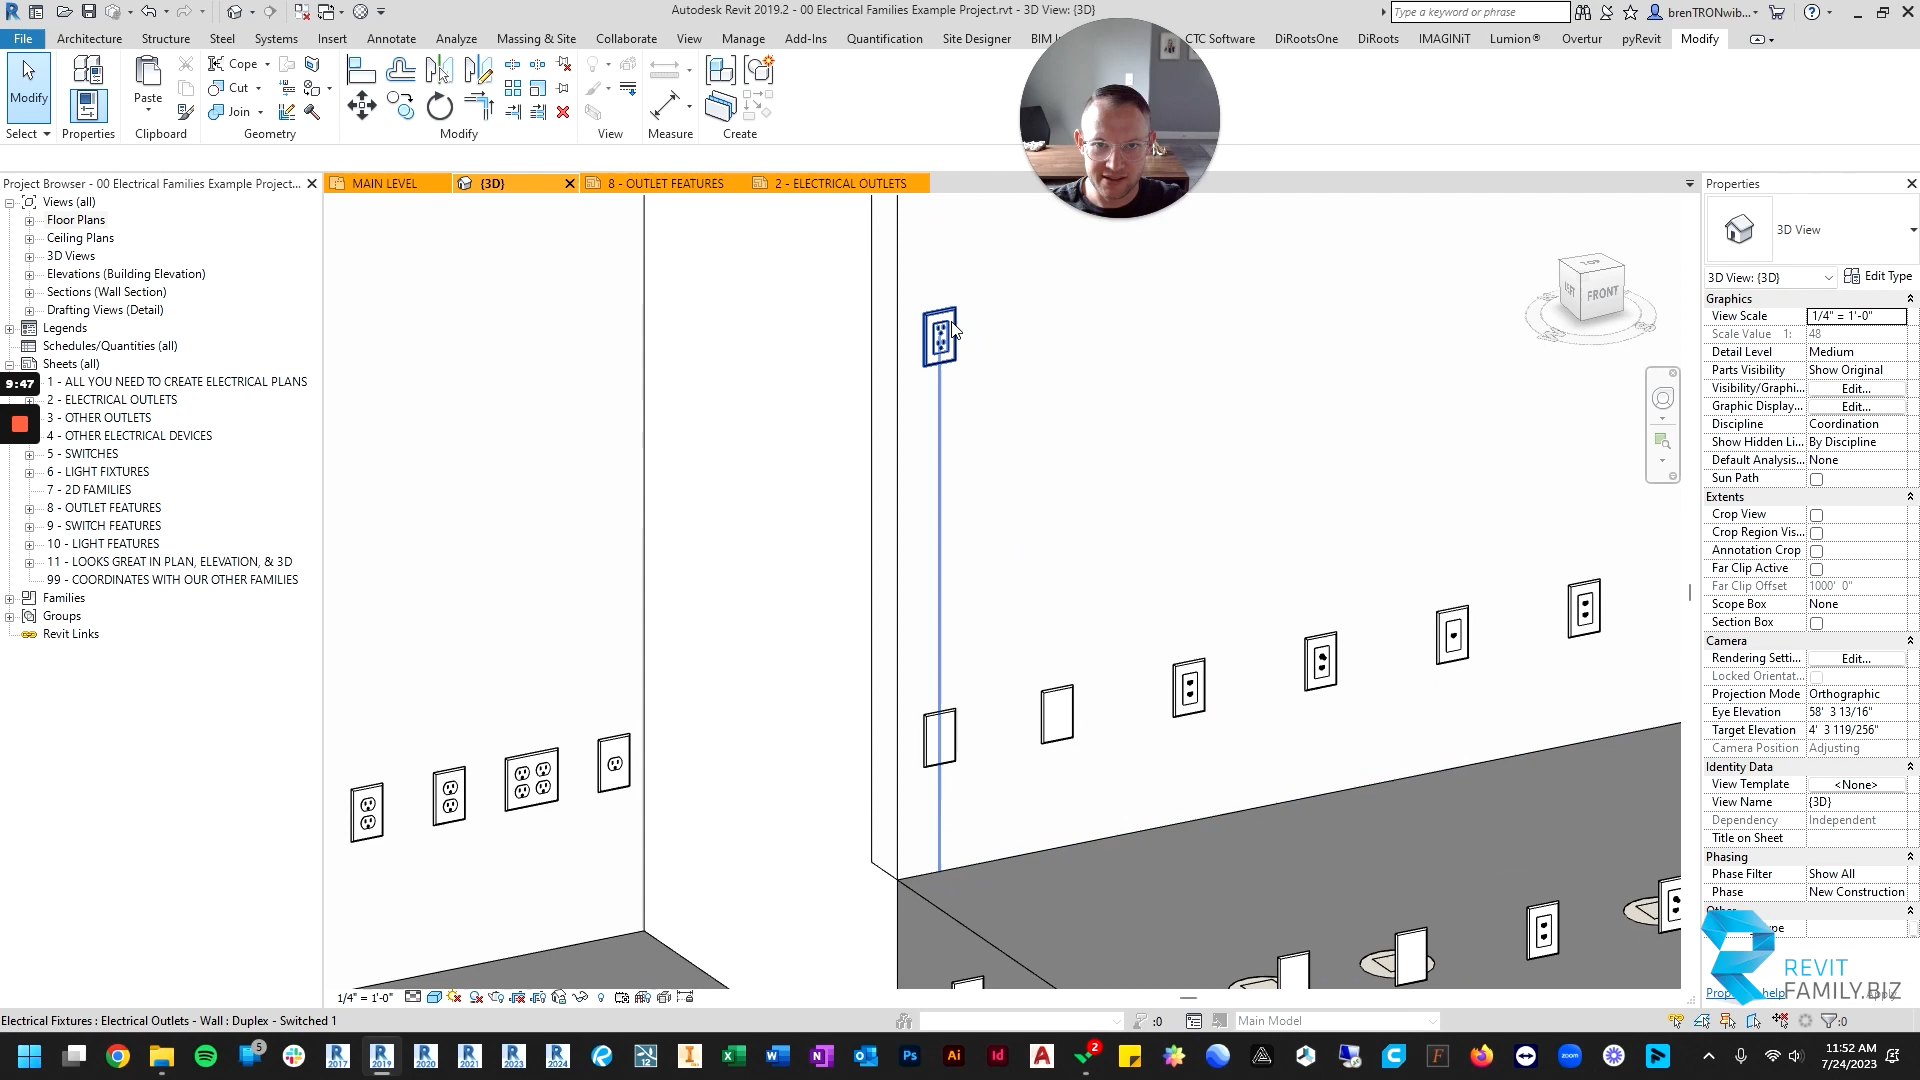 Autodesk Revit 2019.2 - 00 Electrical Families Example Project.rvt - 3D View: {3D}
Type a keyword or phrase
brenTRONwib...
File Architecture Structure Steel Systems Insert Annotate Analyze Massing & Site Collaborate View Manage Add-Ins Quantification Site Designer BIM CTC Software DiRootsOne DiRoots IMAGINiT Lumion® Overtur pyRevit Modify
Modify
Paste
Cope
Cut
Join
Select Properties Clipboard Geometry Modify View Measure Create
Project Browser - 00 Electrical Families Example Project...
Views (all)
Floor Plans
Ceiling Plans
3D Views
Elevations (Building Elevation)
Sections (Wall Section)
Drafting Views (Detail)
Legends
Schedules/Quantities (all)
Sheets (all)
1 - ALL YOU NEED TO CREATE ELECTRICAL PLANS
2 - ELECTRICAL OUTLETS
3 - OTHER OUTLETS
4 - OTHER ELECTRICAL DEVICES
5 - SWITCHES
6 - LIGHT FIXTURES
7 - 2D FAMILIES
8 - OUTLET FEATURES
9 - SWITCH FEATURES
10 - LIGHT FEATURES
11 - LOOKS GREAT IN PLAN, ELEVATION, & 3D
99 - COORDINATES WITH OUR OTHER FAMILIES
Families
Groups
Revit Links
9:47
MAIN LEVEL
{3D}
8 - OUTLET FEATURES
2 - ELECTRICAL OUTLETS
TOP
LEFT
FRONT
Properties
3D View
3D View: {3D} Edit Type
Graphics
View Scale 1/4" = 1'-0"
Scale Value 1: 48
Detail Level Medium
Parts Visibility Show Original
Visibility/Graphi... Edit...
Graphic Display... Edit...
Discipline Coordination
Show Hidden Li... By Discipline
Default Analysis... None
Sun Path
Extents
Crop View
Crop Region Vis...
Annotation Crop
Far Clip Active
Far Clip Offset 1000' 0"
Scope Box None
Section Box
Camera
Rendering Setti... Edit...
Locked Orientat...
Projection Mode Orthographic
Eye Elevation 58' 3 13/16"
Target Elevation 4' 3 119/256"
Camera Position Adjusting
Identity Data
View Template <None>
View Name {3D}
Dependency Independent
Title on Sheet
Phasing
Phase Filter Show All
Phase New Construction
REVIT
FAMILY.BIZ
1/4" = 1'-0"
Electrical Fixtures : Electrical Outlets - Wall : Duplex - Switched 1
:0
Main Model
:0
5
2017 2019 2020 2021 2023 2024
12
2
zoom
11:52 AM
7/24/2023